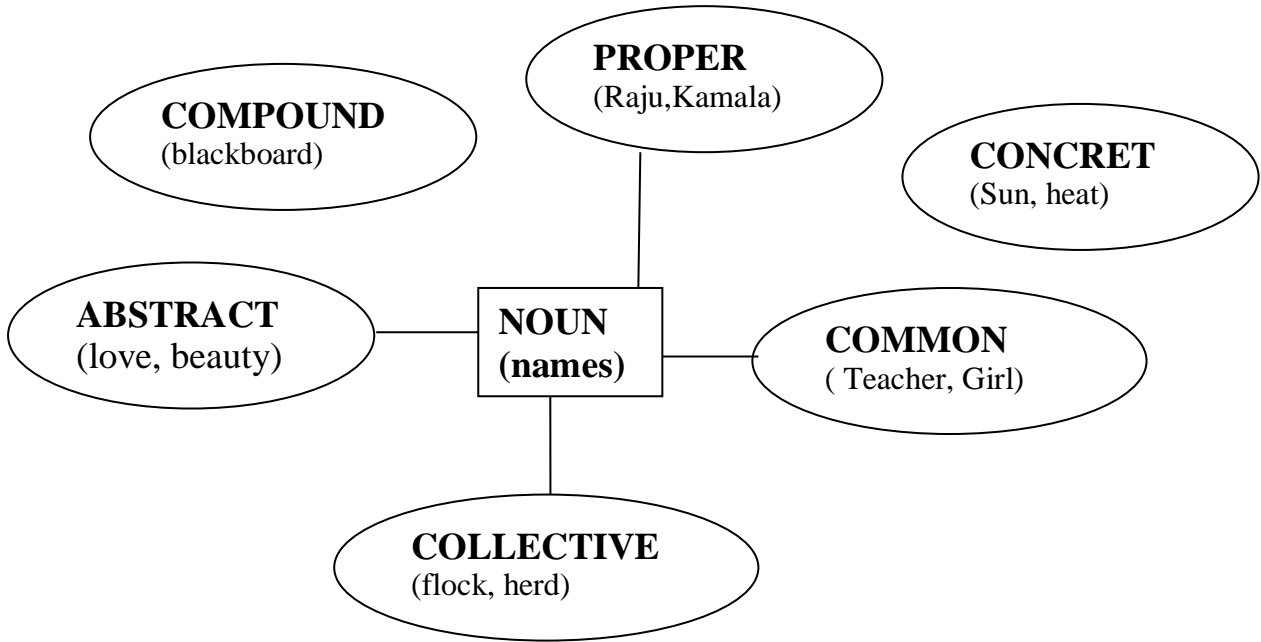 PROPER
(Raju,Kamala)
COMPOUND
(blackboard)
CONCRET
(Sun, heat)
ABSTRACT
(love, beauty)
NOUN
(names)
COMMON
( Teacher, Girl)
COLLECTIVE
(flock, herd)